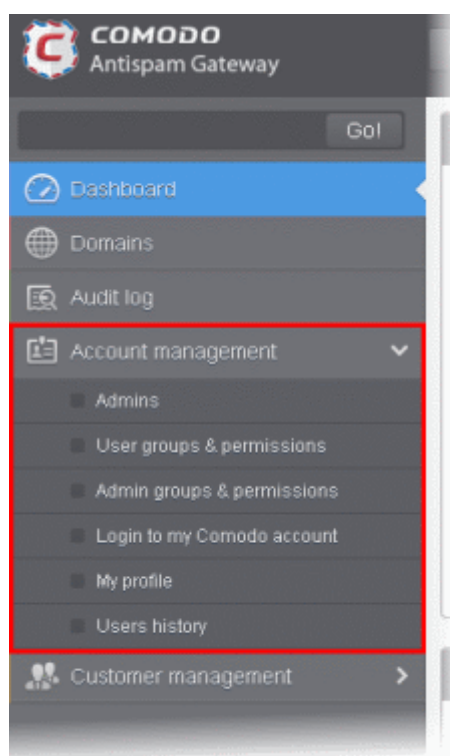 COMODO
Antispam Gateway
Go!
Dashboard
Domains
Audit log
Account management
Admins
User groups & permissions
Admin groups & permissions
Login to my Comodo account
My profile
Users history
Customer management